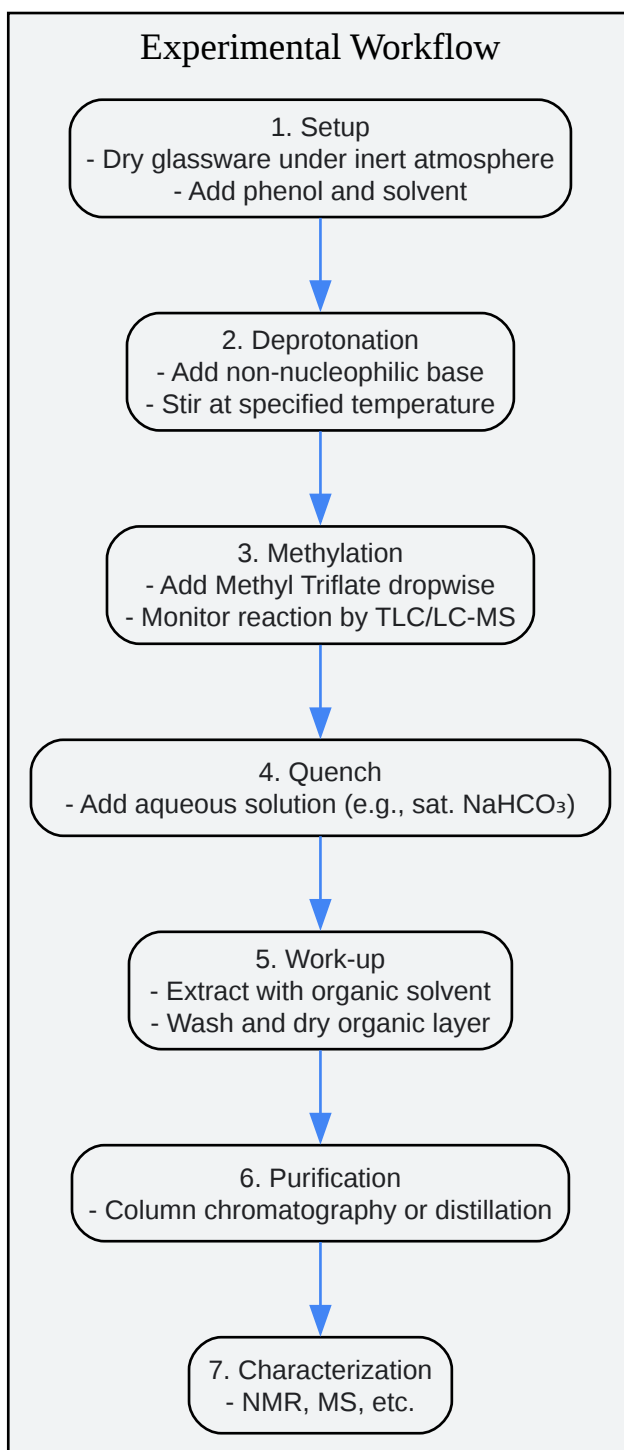 Experimental Workflow
1. Setup
- Dry glassware under inert atmosphere
- Add phenol and solvent
2. Deprotonation
- Add non-nucleophilic base
- Stir at specified temperature
3. Methylation
- Add Methyl Triflate dropwise
- Monitor reaction by TLC/LC-MS
4. Quench
- Add aqueous solution (e.g., sat. NaHCO₃)
5. Work-up
- Extract with organic solvent
- Wash and dry organic layer
6. Purification
- Column chromatography or distillation
7. Characterization
- NMR, MS, etc.